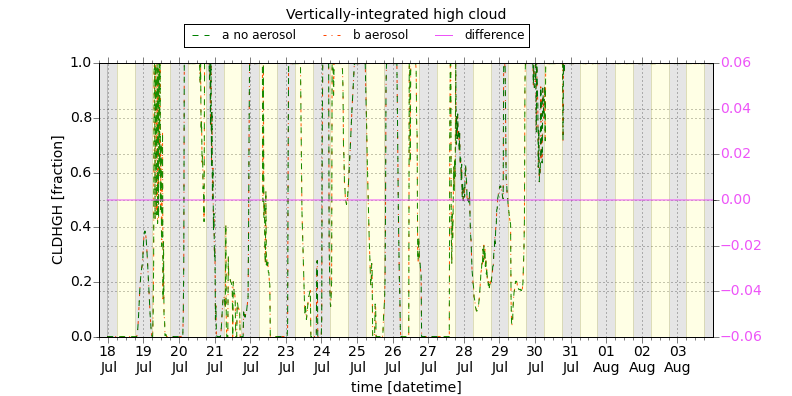 Vertically-integrated high cloud
a no aerosol b aerosol difference
CLDHGH [fraction]
1.0
0.8
0.6
0.4
0.2
0.0
0.06
0.04
0.02
0.00
−0.02
−0.04
−0.06
18 19 20 21 22 23 24 25 26 27 28 29 30 31 01 02 03
Jul Jul Jul Jul Jul Jul Jul Jul Jul Jul Jul Jul Jul Jul Aug Aug Aug
time [datetime]